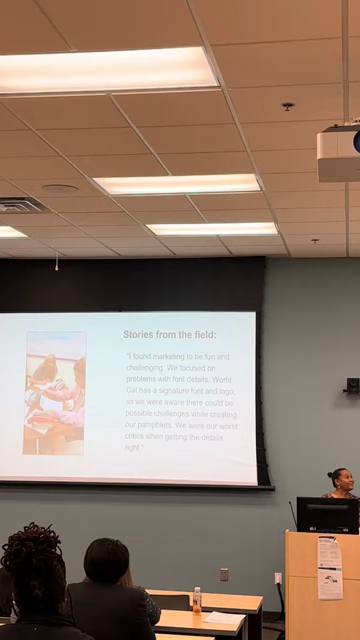 Stories from the field:
"I found marketing to be fun and
challenging. We focused on
problems with font details. World
Cat has a signature font and logo,
so we were aware there could be
possible challenges while creating
our pamphlets. We were our worst
critics when getting the details
right."